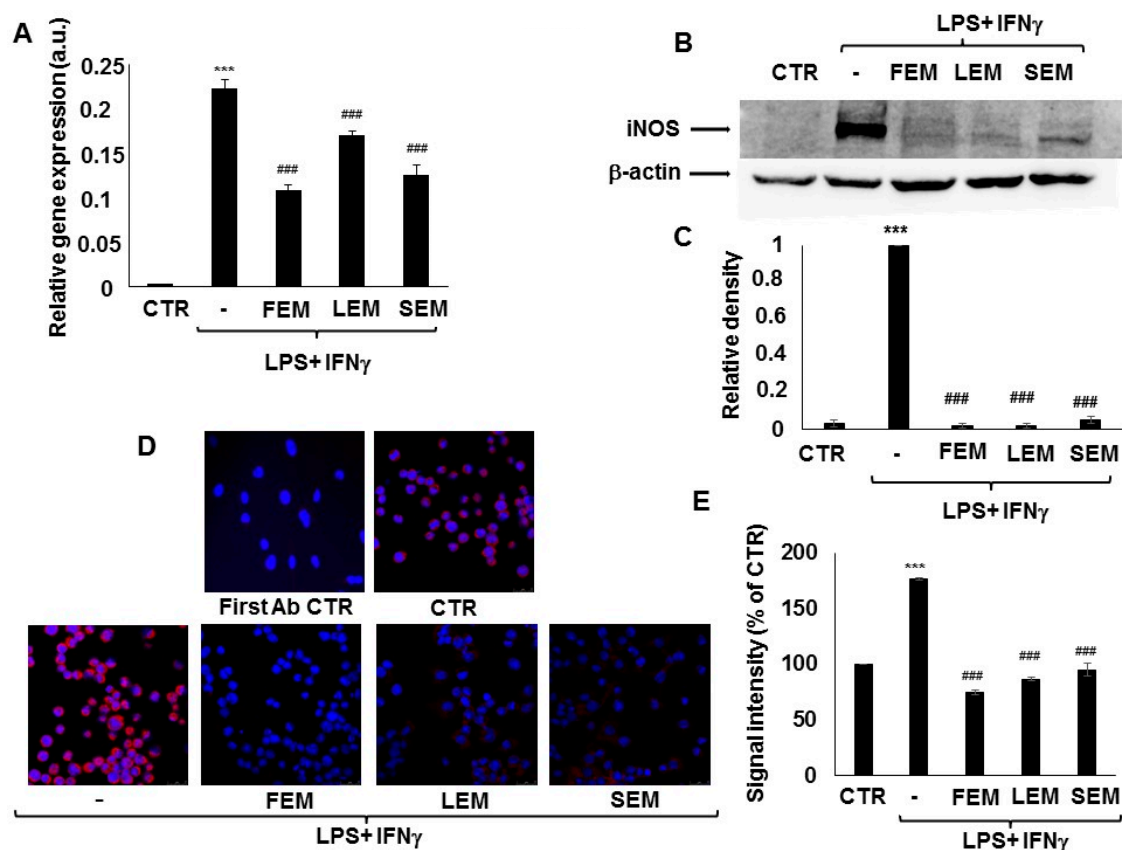 A
Relative gene expression (a.u.)
0.25
0.2
0.15
0.1
0.05
0
***
###
###
###
CTR - FEM LEM SEM
LPS+ IFNγ
B
LPS+ IFNγ
CTR - FEM LEM SEM
iNOS
β-actin
C
Relative density
1
0.8
0.6
0.4
0.2
0
***
###
###
###
CTR - FEM LEM SEM
LPS+ IFNγ
D
First Ab CTR
CTR
- FEM LEM SEM
LPS+ IFNγ
E
Signal intensity (% of CTR)
200
150
100
50
0
***
###
###
###
CTR - FEM LEM SEM
LPS+ IFNγ